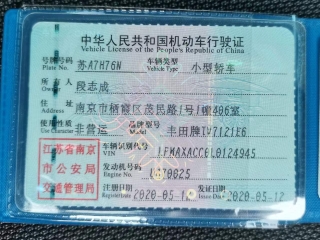 中华人民共和国机动车行驶证
Vehicle License of the People's Republic of China
号牌号码 苏A7H76N 车辆类型 小型轿车
Plate No. Vehicle Type
所有人 段志成
Owner
住址 南京市栖霞区茂民路1号1幢406室
Address
使用性质 非营运 品牌型号 丰田牌TV7121E6
Use Character Model
江苏省南京市公安局交通管理局
车辆识别代号 LFMAXACC6L0124945
VIN
发动机号码
Engine No.
注册日期 2020-05-12 发证日期 2020-05-12
Register Date Issue Date